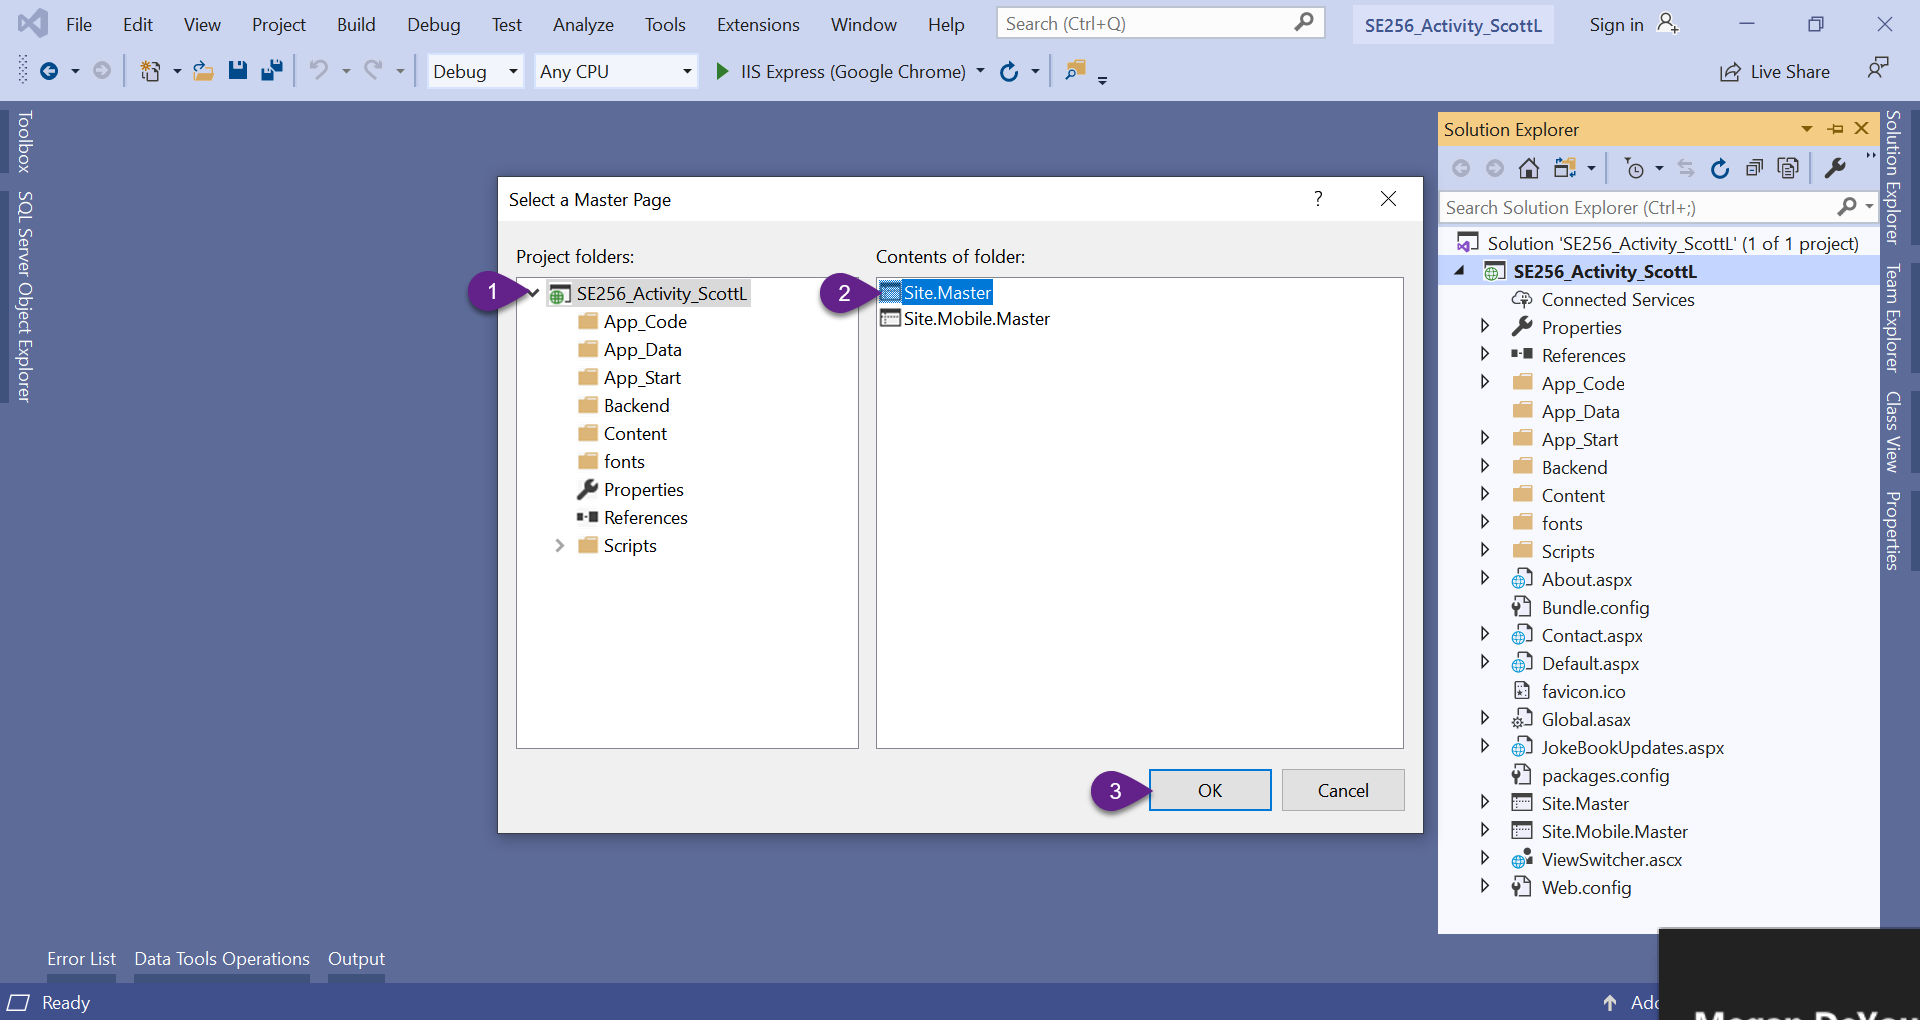 File Edit View Project Build Debug Test Analyze Tools Extensions Window Help Search (Ctrl+Q) SE256_Activity_ScottL Sign in
Debug Any CPU IIS Express (Google Chrome) Live Share
Toolbox
SQL Server Object Explorer
Select a Master Page ?
Project folders:
1
SE256_Activity_ScottL
App_Code
App_Data
App_Start
Backend
Content
fonts
Properties
References
Scripts
Contents of folder:
2
Site.Master
Site.Mobile.Master
3
OK Cancel
Solution Explorer
Search Solution Explorer (Ctrl+;)
Solution 'SE256_Activity_ScottL' (1 of 1 project)
SE256_Activity_ScottL
Connected Services
Properties
References
App_Code
App_Data
App_Start
Backend
Content
fonts
Scripts
About.aspx
Bundle.config
Contact.aspx
Default.aspx
favicon.ico
Global.asax
JokeBookUpdates.aspx
packages.config
Site.Master
Site.Mobile.Master
ViewSwitcher.ascx
Web.config
Solution Explorer
Team Explorer
Class View
Properties
Error List Data Tools Operations Output
Ready
Megan